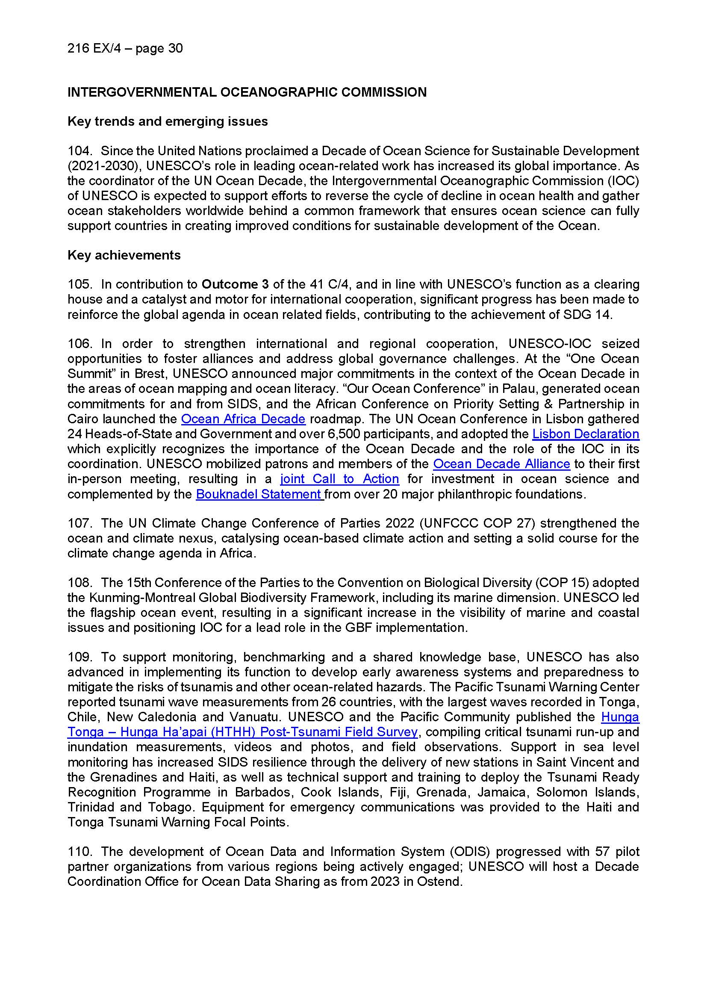 216 EX/4 – page 30
INTERGOVERNMENTAL OCEANOGRAPHIC COMMISSION
Key trends and emerging issues
104. Since the United Nations proclaimed a Decade of Ocean Science for Sustainable Development
(2021-2030), UNESCO’s role in leading ocean-related work has increased its global importance. As
the coordinator of the UN Ocean Decade, the Intergovernmental Oceanographic Commission (IOC)
of UNESCO is expected to support efforts to reverse the cycle of decline in ocean health and gather
ocean stakeholders worldwide behind a common framework that ensures ocean science can fully
support countries in creating improved conditions for sustainable development of the Ocean.
Key achievements
105. In contribution to Outcome 3 of the 41 C/4, and in line with UNESCO’s function as a clearing
house and a catalyst and motor for international cooperation, significant progress has been made to
reinforce the global agenda in ocean related fields, contributing to the achievement of SDG 14.
106. In order to strengthen international and regional cooperation, UNESCO-IOC seized
opportunities to foster alliances and address global governance challenges. At the “One Ocean
Summit” in Brest, UNESCO announced major commitments in the context of the Ocean Decade in
the areas of ocean mapping and ocean literacy. “Our Ocean Conference” in Palau, generated ocean
commitments for and from SIDS, and the African Conference on Priority Setting & Partnership in
Cairo launched the Ocean Africa Decade roadmap. The UN Ocean Conference in Lisbon gathered
24 Heads-of-State and Government and over 6,500 participants, and adopted the Lisbon Declaration
which explicitly recognizes the importance of the Ocean Decade and the role of the IOC in its
coordination. UNESCO mobilized patrons and members of the Ocean Decade Alliance to their first
in-person meeting, resulting in a joint Call to Action for investment in ocean science and
complemented by the Bouknadel Statement from over 20 major philanthropic foundations.
107. The UN Climate Change Conference of Parties 2022 (UNFCCC COP 27) strengthened the
ocean and climate nexus, catalysing ocean-based climate action and setting a solid course for the
climate change agenda in Africa.
108. The 15th Conference of the Parties to the Convention on Biological Diversity (COP 15) adopted
the Kunming-Montreal Global Biodiversity Framework, including its marine dimension. UNESCO led
the flagship ocean event, resulting in a significant increase in the visibility of marine and coastal
issues and positioning IOC for a lead role in the GBF implementation.
109. To support monitoring, benchmarking and a shared knowledge base, UNESCO has also
advanced in implementing its function to develop early awareness systems and preparedness to
mitigate the risks of tsunamis and other ocean-related hazards. The Pacific Tsunami Warning Center
reported tsunami wave measurements from 26 countries, with the largest waves recorded in Tonga,
Chile, New Caledonia and Vanuatu. UNESCO and the Pacific Community published the Hunga
Tonga – Hunga Ha’apai (HTHH) Post-Tsunami Field Survey, compiling critical tsunami run-up and
inundation measurements, videos and photos, and field observations. Support in sea level
monitoring has increased SIDS resilience through the delivery of new stations in Saint Vincent and
the Grenadines and Haiti, as well as technical support and training to deploy the Tsunami Ready
Recognition Programme in Barbados, Cook Islands, Fiji, Grenada, Jamaica, Solomon Islands,
Trinidad and Tobago. Equipment for emergency communications was provided to the Haiti and
Tonga Tsunami Warning Focal Points.
110. The development of Ocean Data and Information System (ODIS) progressed with 57 pilot
partner organizations from various regions being actively engaged; UNESCO will host a Decade
Coordination Office for Ocean Data Sharing as from 2023 in Ostend.